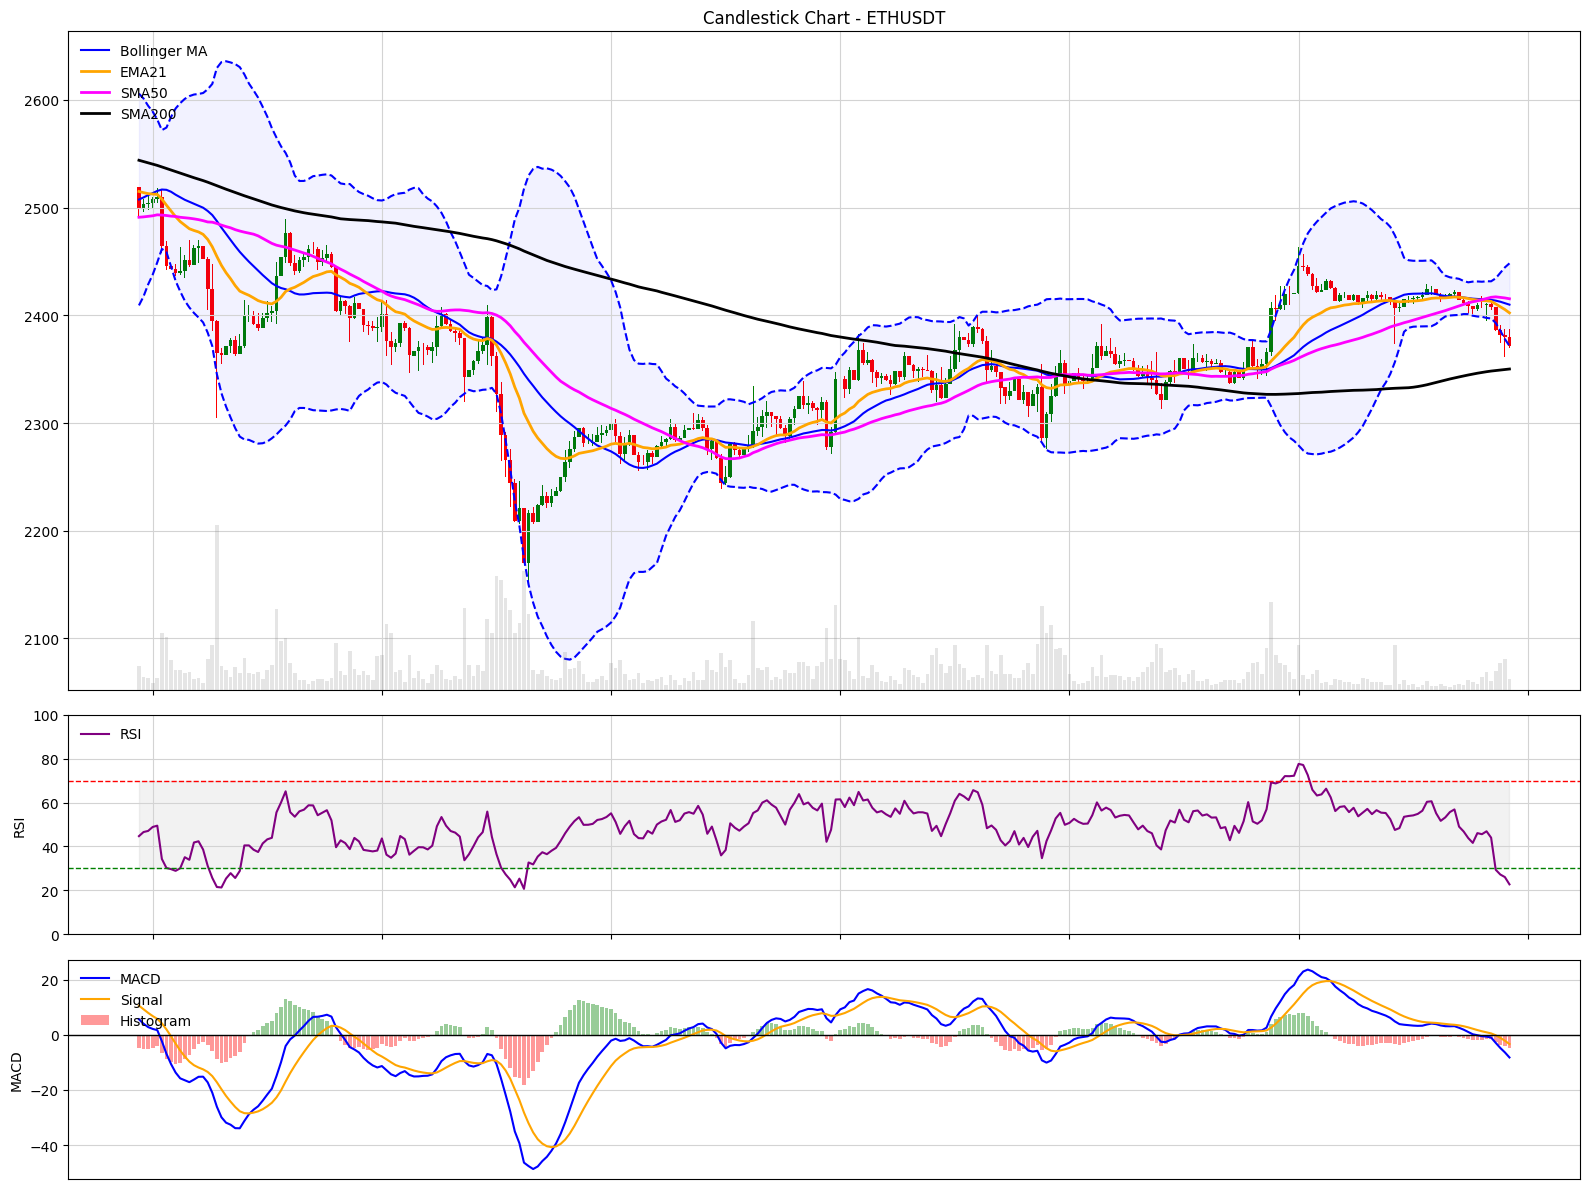 Candlestick Chart - ETHUSDT
Bollinger MA
EMA21
SMA50
SMA200
2600
2500
2400
2300
2200
2100
RSI
100
80
60
40
20
0
RSI
MACD
Signal
Histogram
20
0
−20
−40
MACD